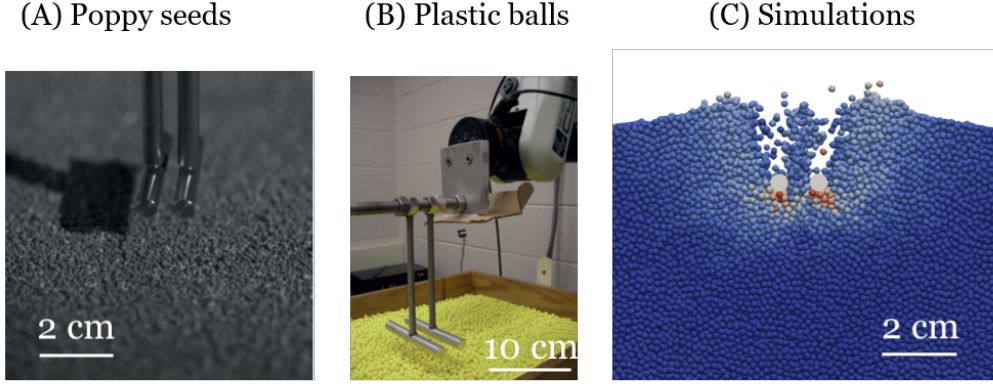 (A) Poppy seeds
(B) Plastic balls
(C) Simulations
2 cm
10 cm
2 cm